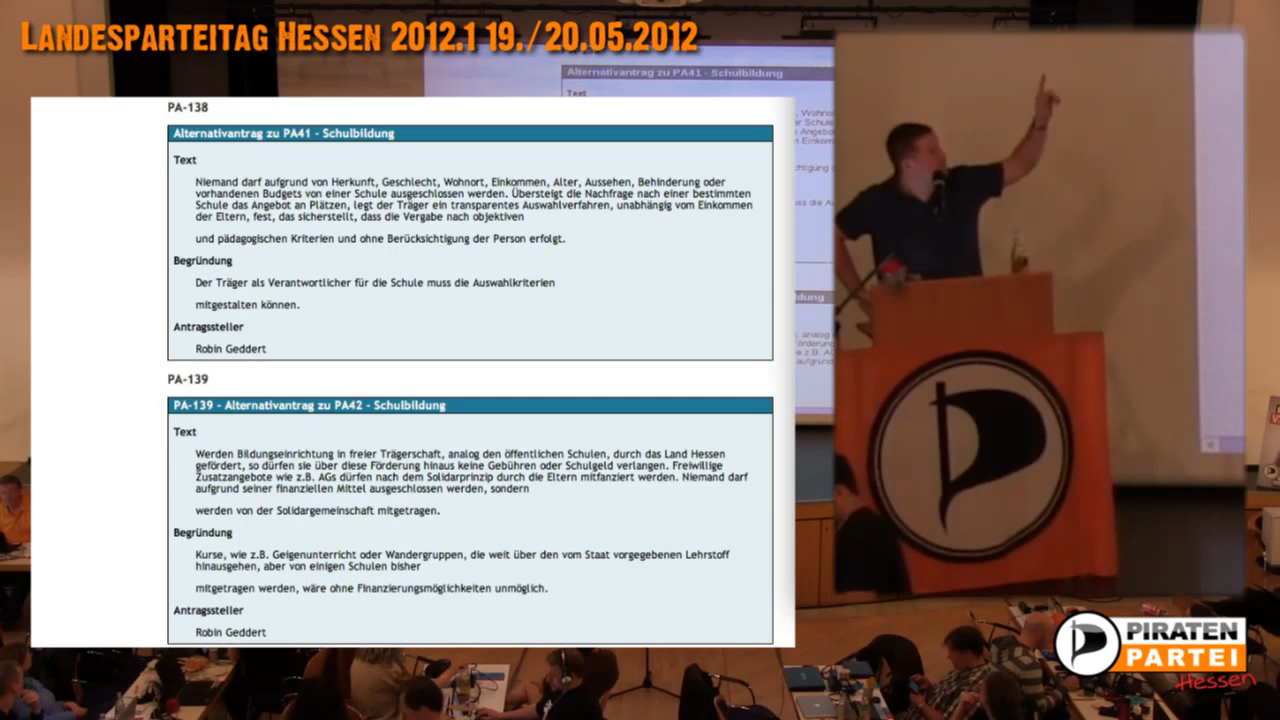 LANDESPARTEITAG HESSEN 2012.1 19./20.05.2012
Alternativantrag zu PA41 - Schulbildung
Text
PA-138
Alternativantrag zu PA41 - Schulbildung
Text
Niemand darf aufgrund von Herkunft, Geschlecht, Wohnort, Einkommen, Alter, Aussehen, Behinderung oder
vorhandenen Budgets von einer Schule ausgeschlossen werden. Übersteigt die Nachfrage nach einer bestimmten
Schule das Angebot an Plätzen, legt der Träger ein transparentes Auswahlverfahren, unabhängig vom Einkommen
der Eltern, fest, das sicherstellt, dass die Vergabe nach objektiven
und pädagogischen Kriterien und ohne Berücksichtigung der Person erfolgt.
Begründung
Der Träger als Verantwortlicher für die Schule muss die Auswahlkriterien
mitgestalten können.
Antragssteller
Robin Geddert
PA-139
PA-139 - Alternativantrag zu PA42 - Schulbildung
Text
Werden Bildungseinrichtung in freier Trägerschaft, analog den öffentlichen Schulen, durch das Land Hessen
gefördert, so dürfen sie über diese Förderung hinaus keine Gebühren oder Schulgeld verlangen. Freiwillige
Zusatzangebote wie z.B. AGs dürfen nach dem Solidarprinzip durch die Eltern mitfanziert werden. Niemand darf
aufgrund seiner finanziellen Mittel ausgeschlossen werden, sondern
werden von der Solidargemeinschaft mitgetragen.
Begründung
Kurse, wie z.B. Geigenunterricht oder Wandergruppen, die weit über den vom Staat vorgegebenen Lehrstoff
hinausgehen, aber von einigen Schulen bisher
mitgetragen werden, wäre ohne Finanzierungsmöglichkeiten unmöglich.
Antragssteller
Robin Geddert
PIRATEN
PARTEI
Hessen